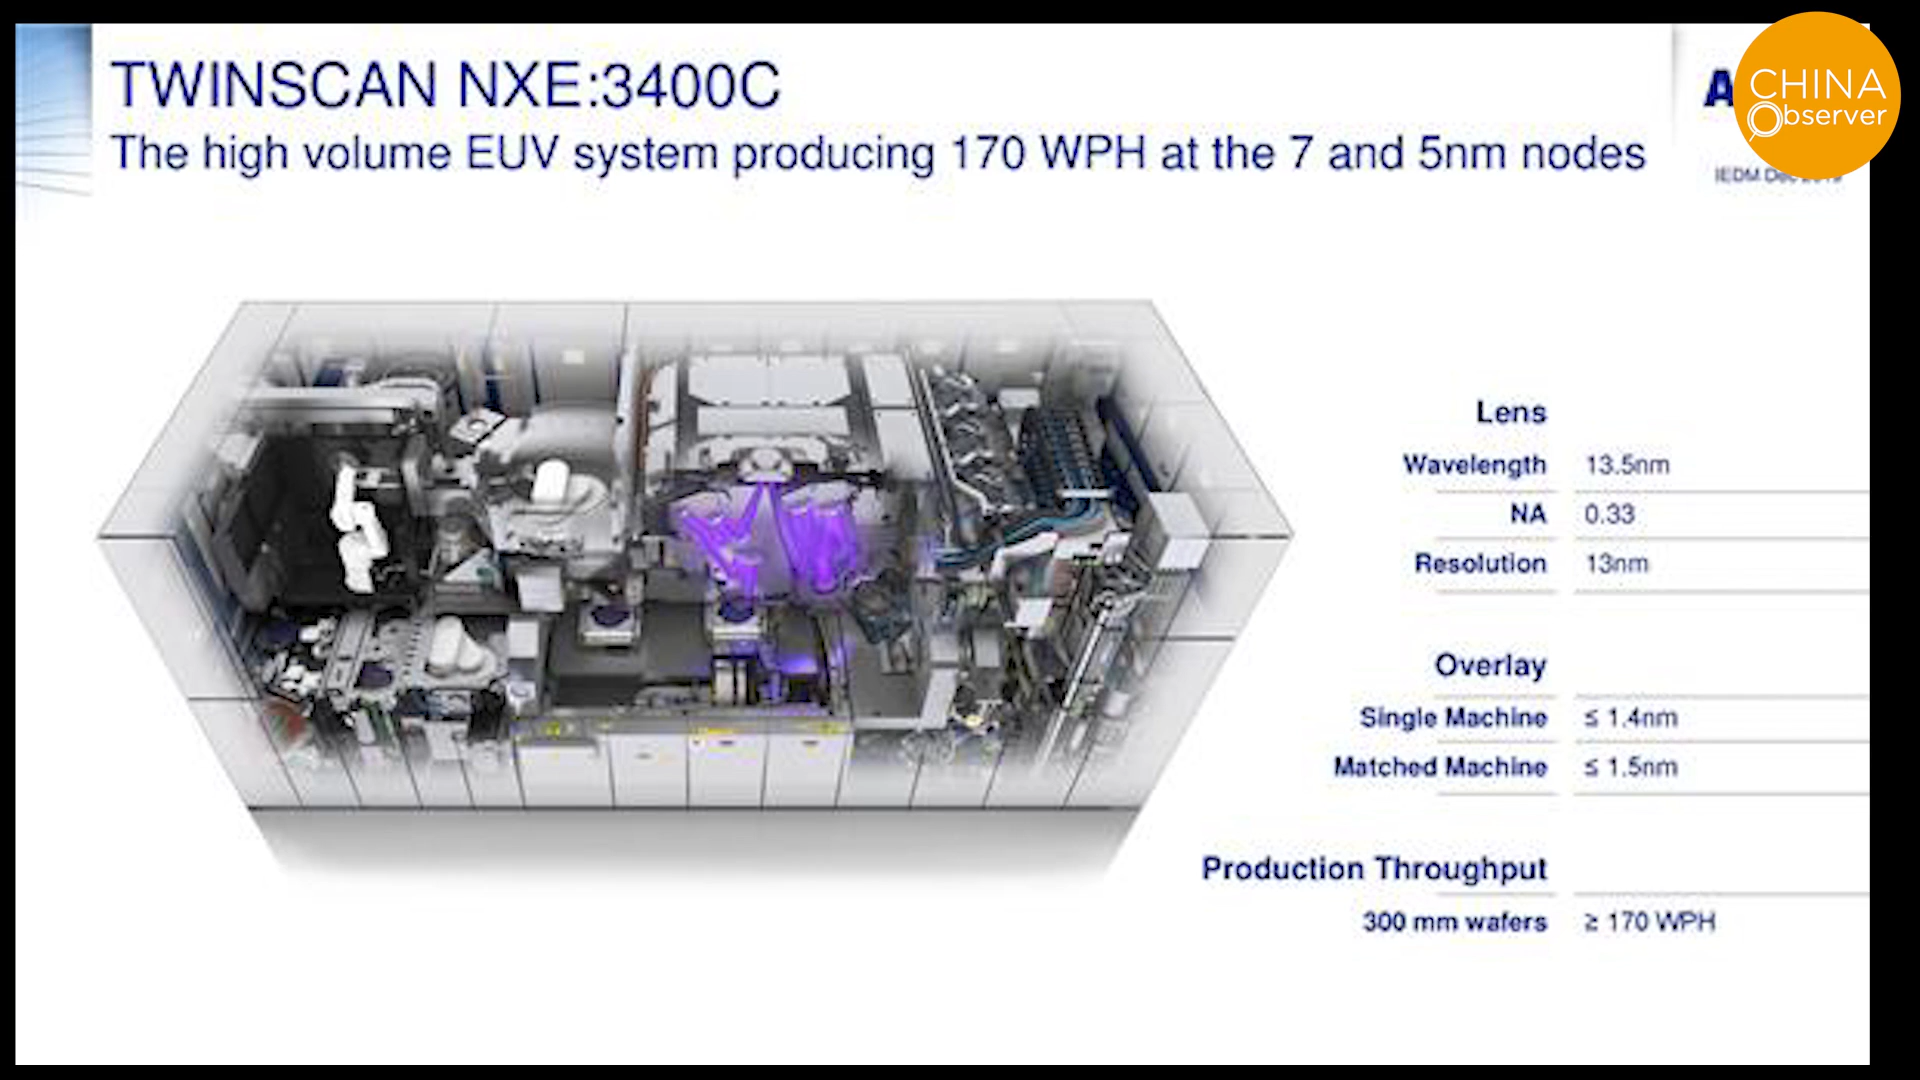 TWINSCAN NXE:3400C
The high volume EUV system producing 170 WPH at the 7 and 5nm nodes
A
CHINA
Observer
IEDM
Lens
Wavelength 13.5nm
NA 0.33
Resolution 13nm
Overlay
Single Machine ≤ 1.4nm
Matched Machine ≤ 1.5nm
Production Throughput
300 mm wafers ≥ 170 WPH